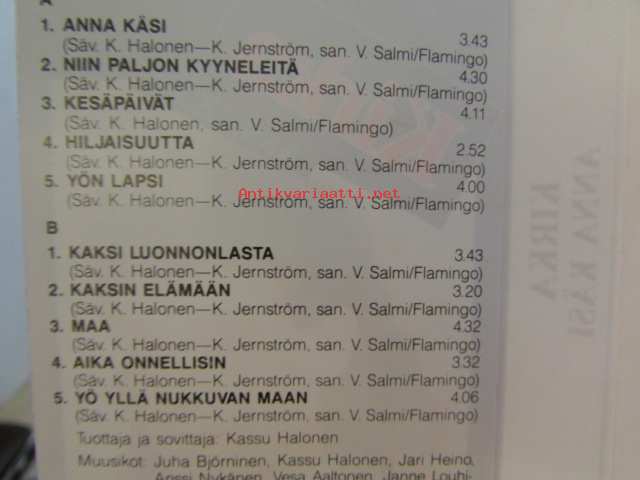 A
1. ANNA KÄSI 3.43
(Säv. K. Halonen—K. Jernström, san. V. Salmi/Flamingo)
2. NIIN PALJON KYYNELEITÄ 4.30
(Säv. K. Halonen—K. Jernström, san. V. Salmi/Flamingo)
3. KESÄPÄIVÄT 4.11
(Säv. K. Halonen, san. V. Salmi/Flamingo)
4. HILJAISUUTTA 2.52
(Säv. K. Halonen—K. Jernström, san. V. Salmi/Flamingo)
5. YÖN LAPSI 4.00
(Säv. K. Halonen—K. Jernström, san. V. Salmi/Flamingo)
Antikvariaatti.net
B
1. KAKSI LUONNONLASTA 3.43
(Säv. K. Halonen—K. Jernström, san. V. Salmi/Flamingo)
2. KAKSIN ELÄMÄÄN 3.20
(Säv. K. Halonen—K. Jernström, san. V. Salmi/Flamingo)
3. MAA 4.32
(Säv. K. Halonen—K. Jernström, san. V. Salmi/Flamingo)
4. AIKA ONNELLISIN 3.32
(Säv. K. Halonen—K. Jernström, san. V. Salmi/Flamingo)
5. YÖ YLLÄ NUKKUVAN MAAN 4.06
(Säv. K. Halonen—K. Jernström, san. V. Salmi/Flamingo)
Tuottaja ja sovittaja: Kassu Halonen
Muusikot: Juha Björninen, Kassu Halonen, Jari Heino,
Anssi Nykänen, Vesa Aaltonen, Janne Louhi-
KIRKA
ANNA KÄSI